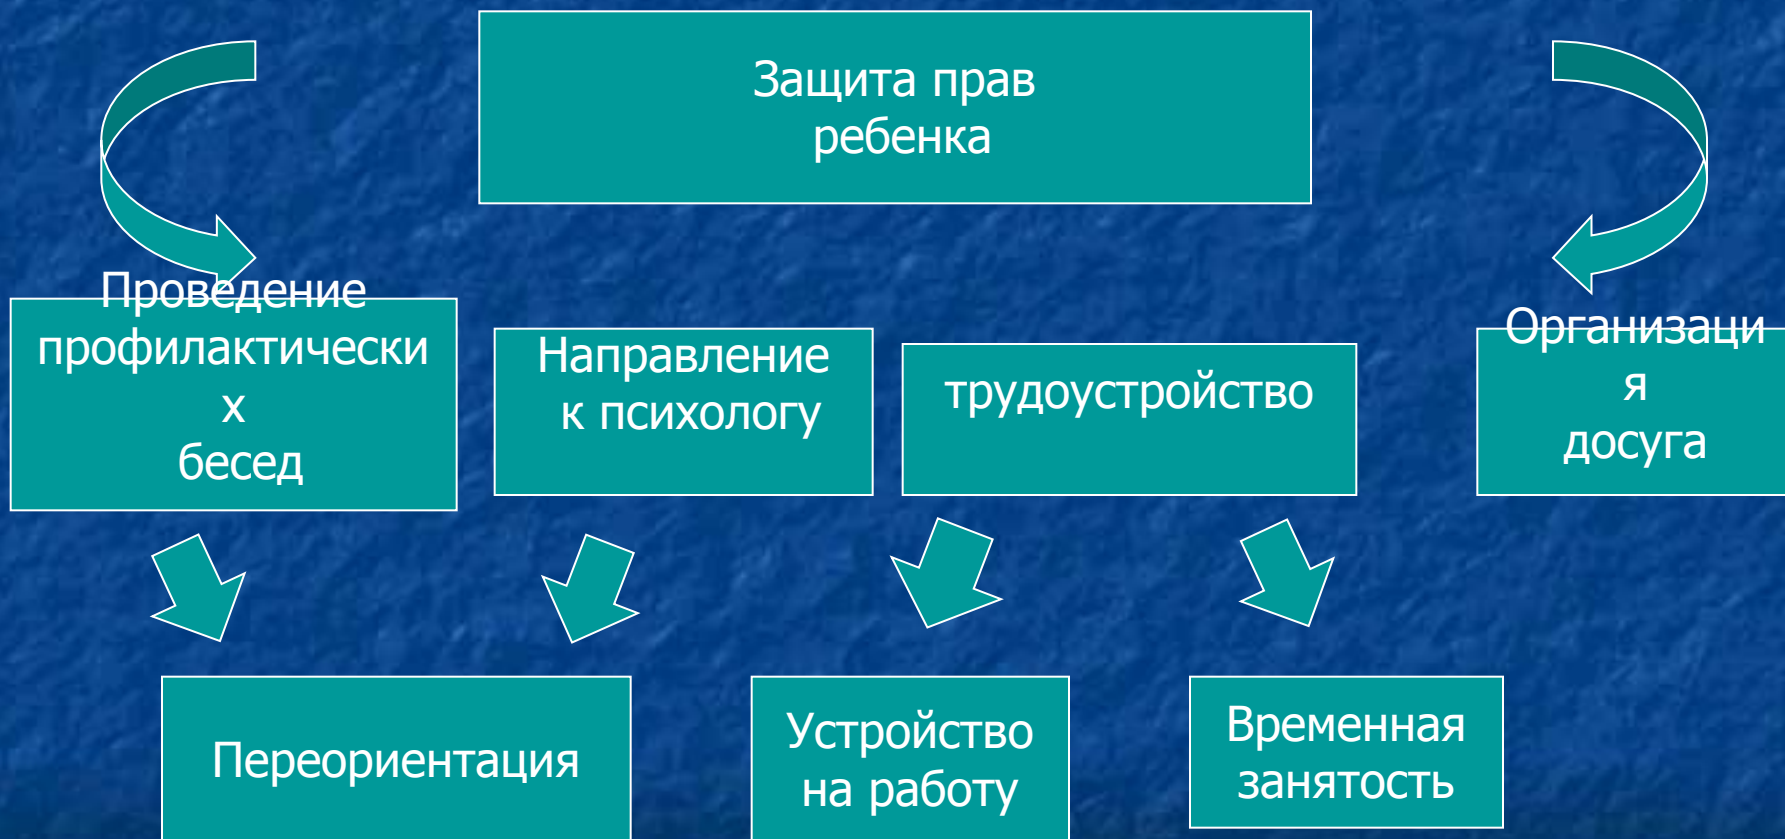 Защита прав
ребенка
Проведение
профилактически
х
бесед
Направление
к психологу
трудоустройство
Организаци
я
досуга
Переориентация
Устройство
на работу
Временная
занятость